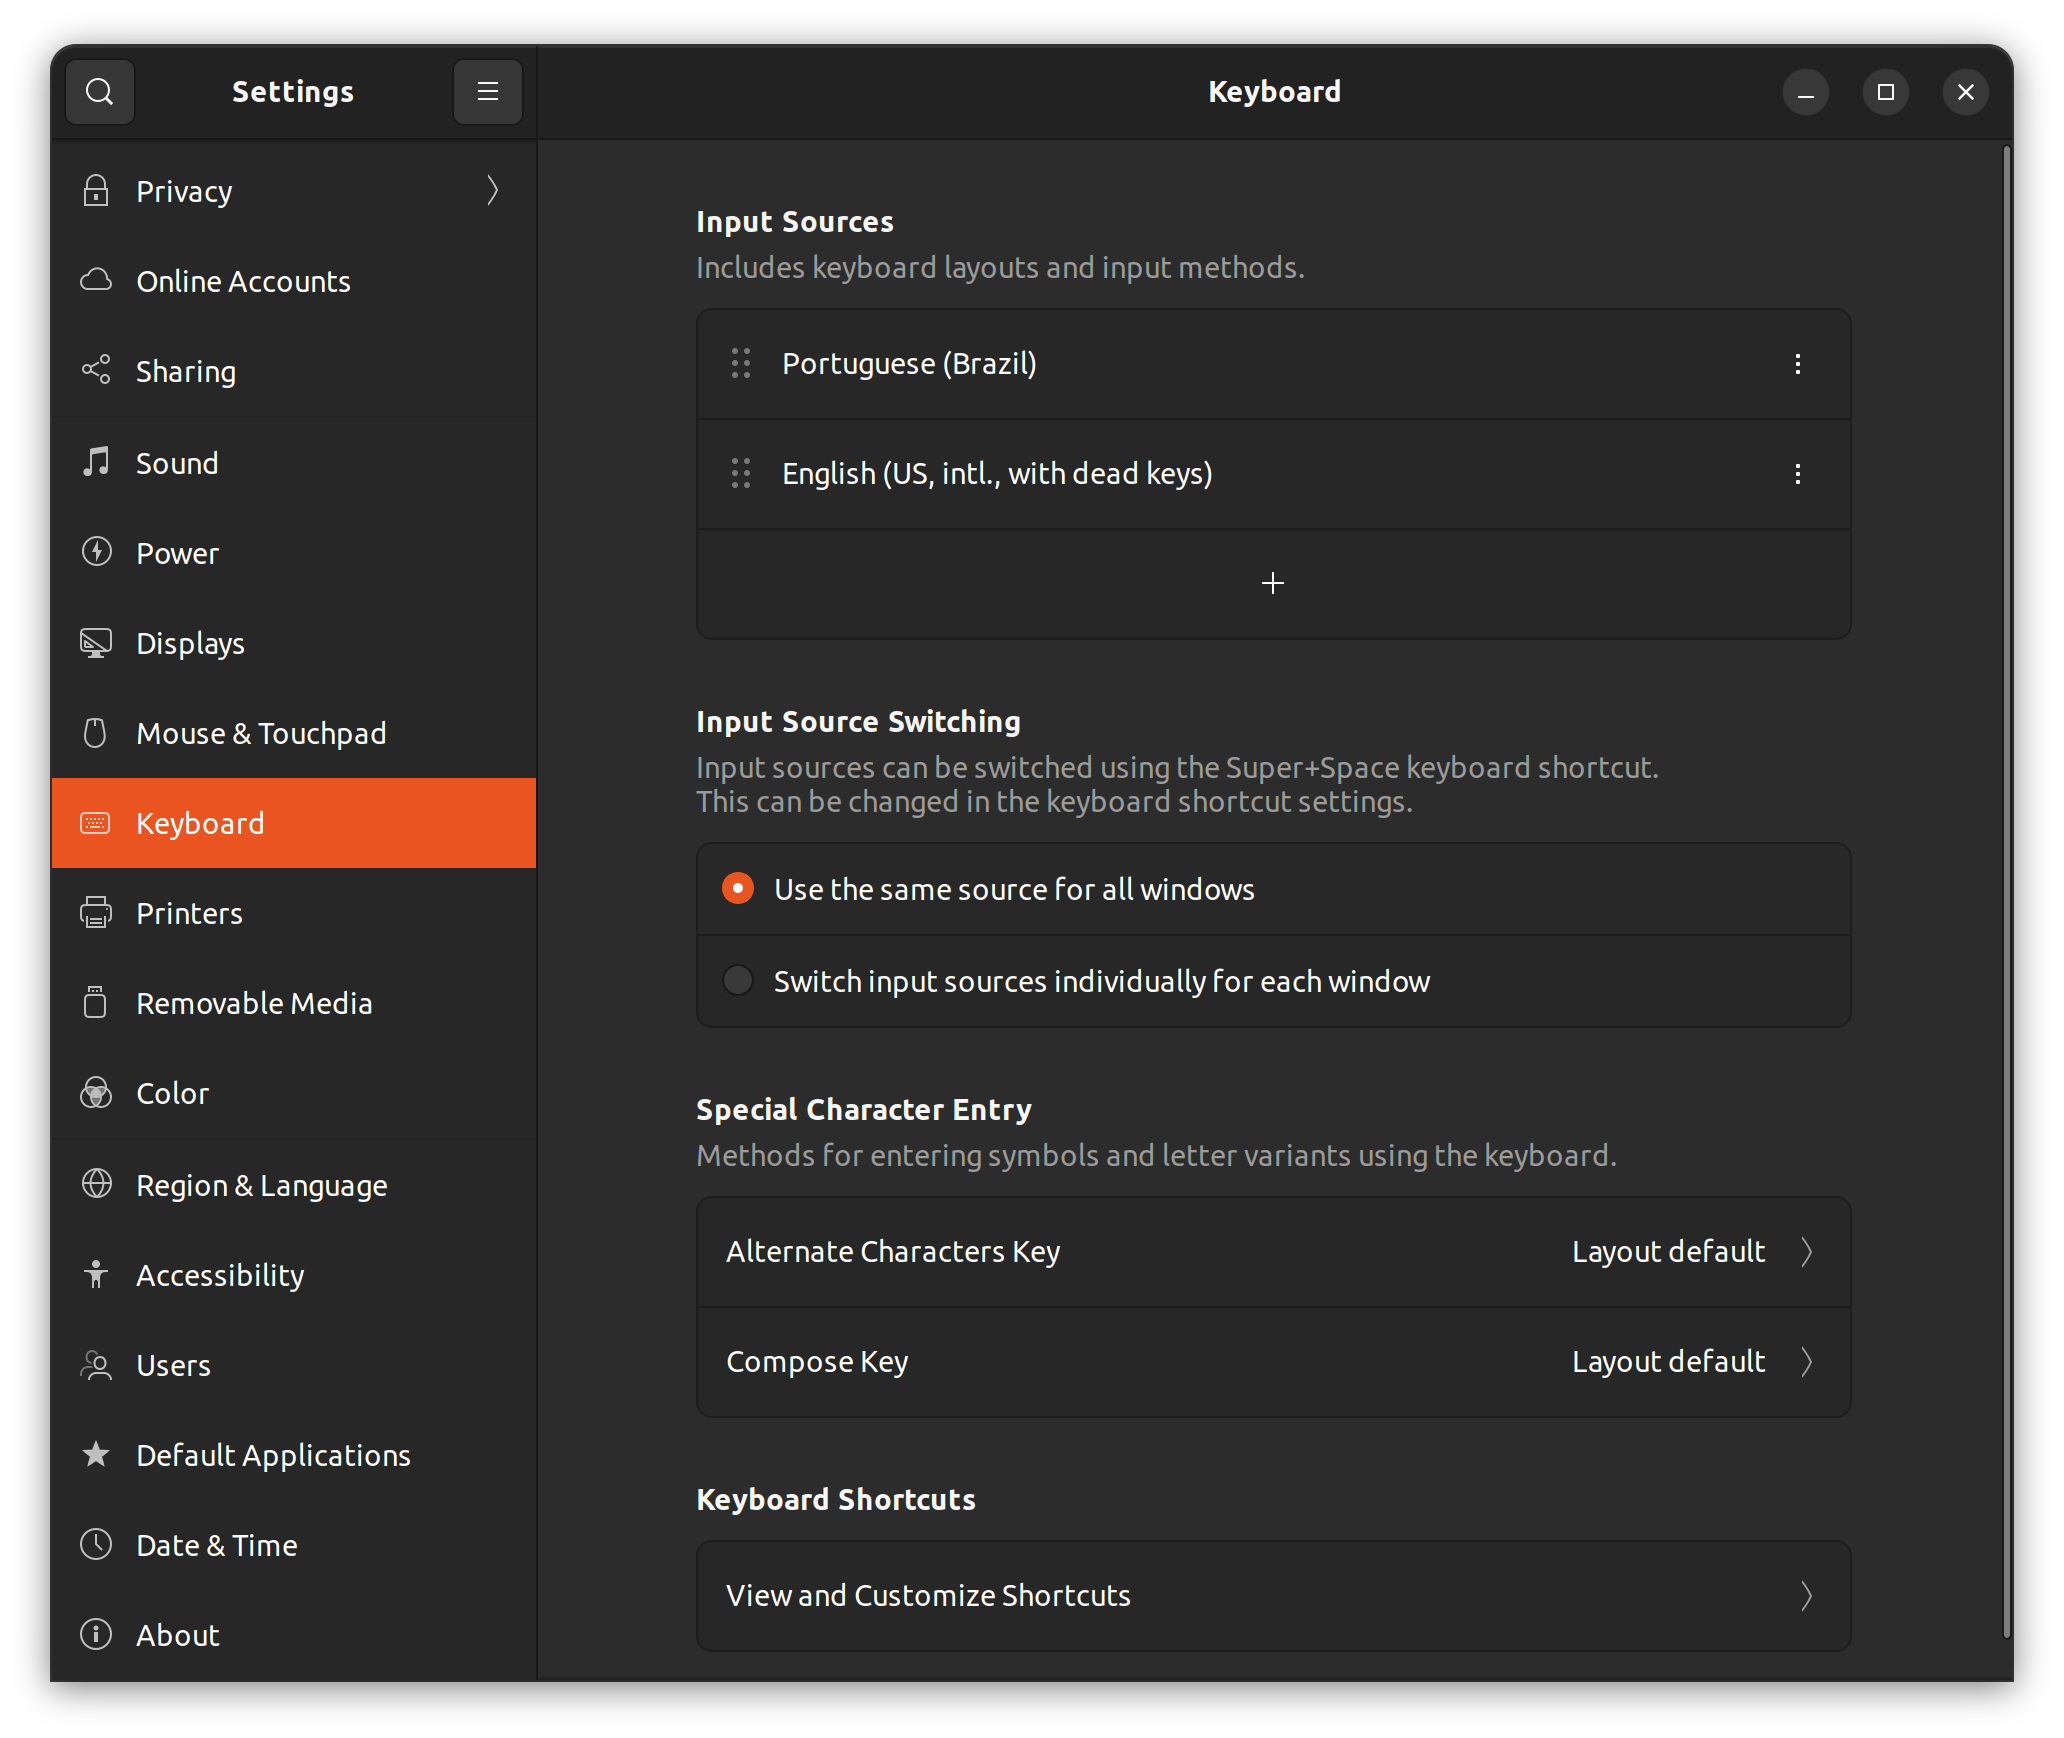 Settings
Keyboard
Privacy
Online Accounts
Sharing
Sound
Power
Displays
Mouse & Touchpad
Keyboard
Printers
Removable Media
Color
Region & Language
Accessibility
Users
Default Applications
Date & Time
About
Input Sources
Includes keyboard layouts and input methods.
Portuguese (Brazil)
English (US, intl., with dead keys)
Input Source Switching
Input sources can be switched using the Super+Space keyboard shortcut.
This can be changed in the keyboard shortcut settings.
Use the same source for all windows
Switch input sources individually for each window
Special Character Entry
Methods for entering symbols and letter variants using the keyboard.
Alternate Characters Key Layout default
Compose Key Layout default
Keyboard Shortcuts
View and Customize Shortcuts